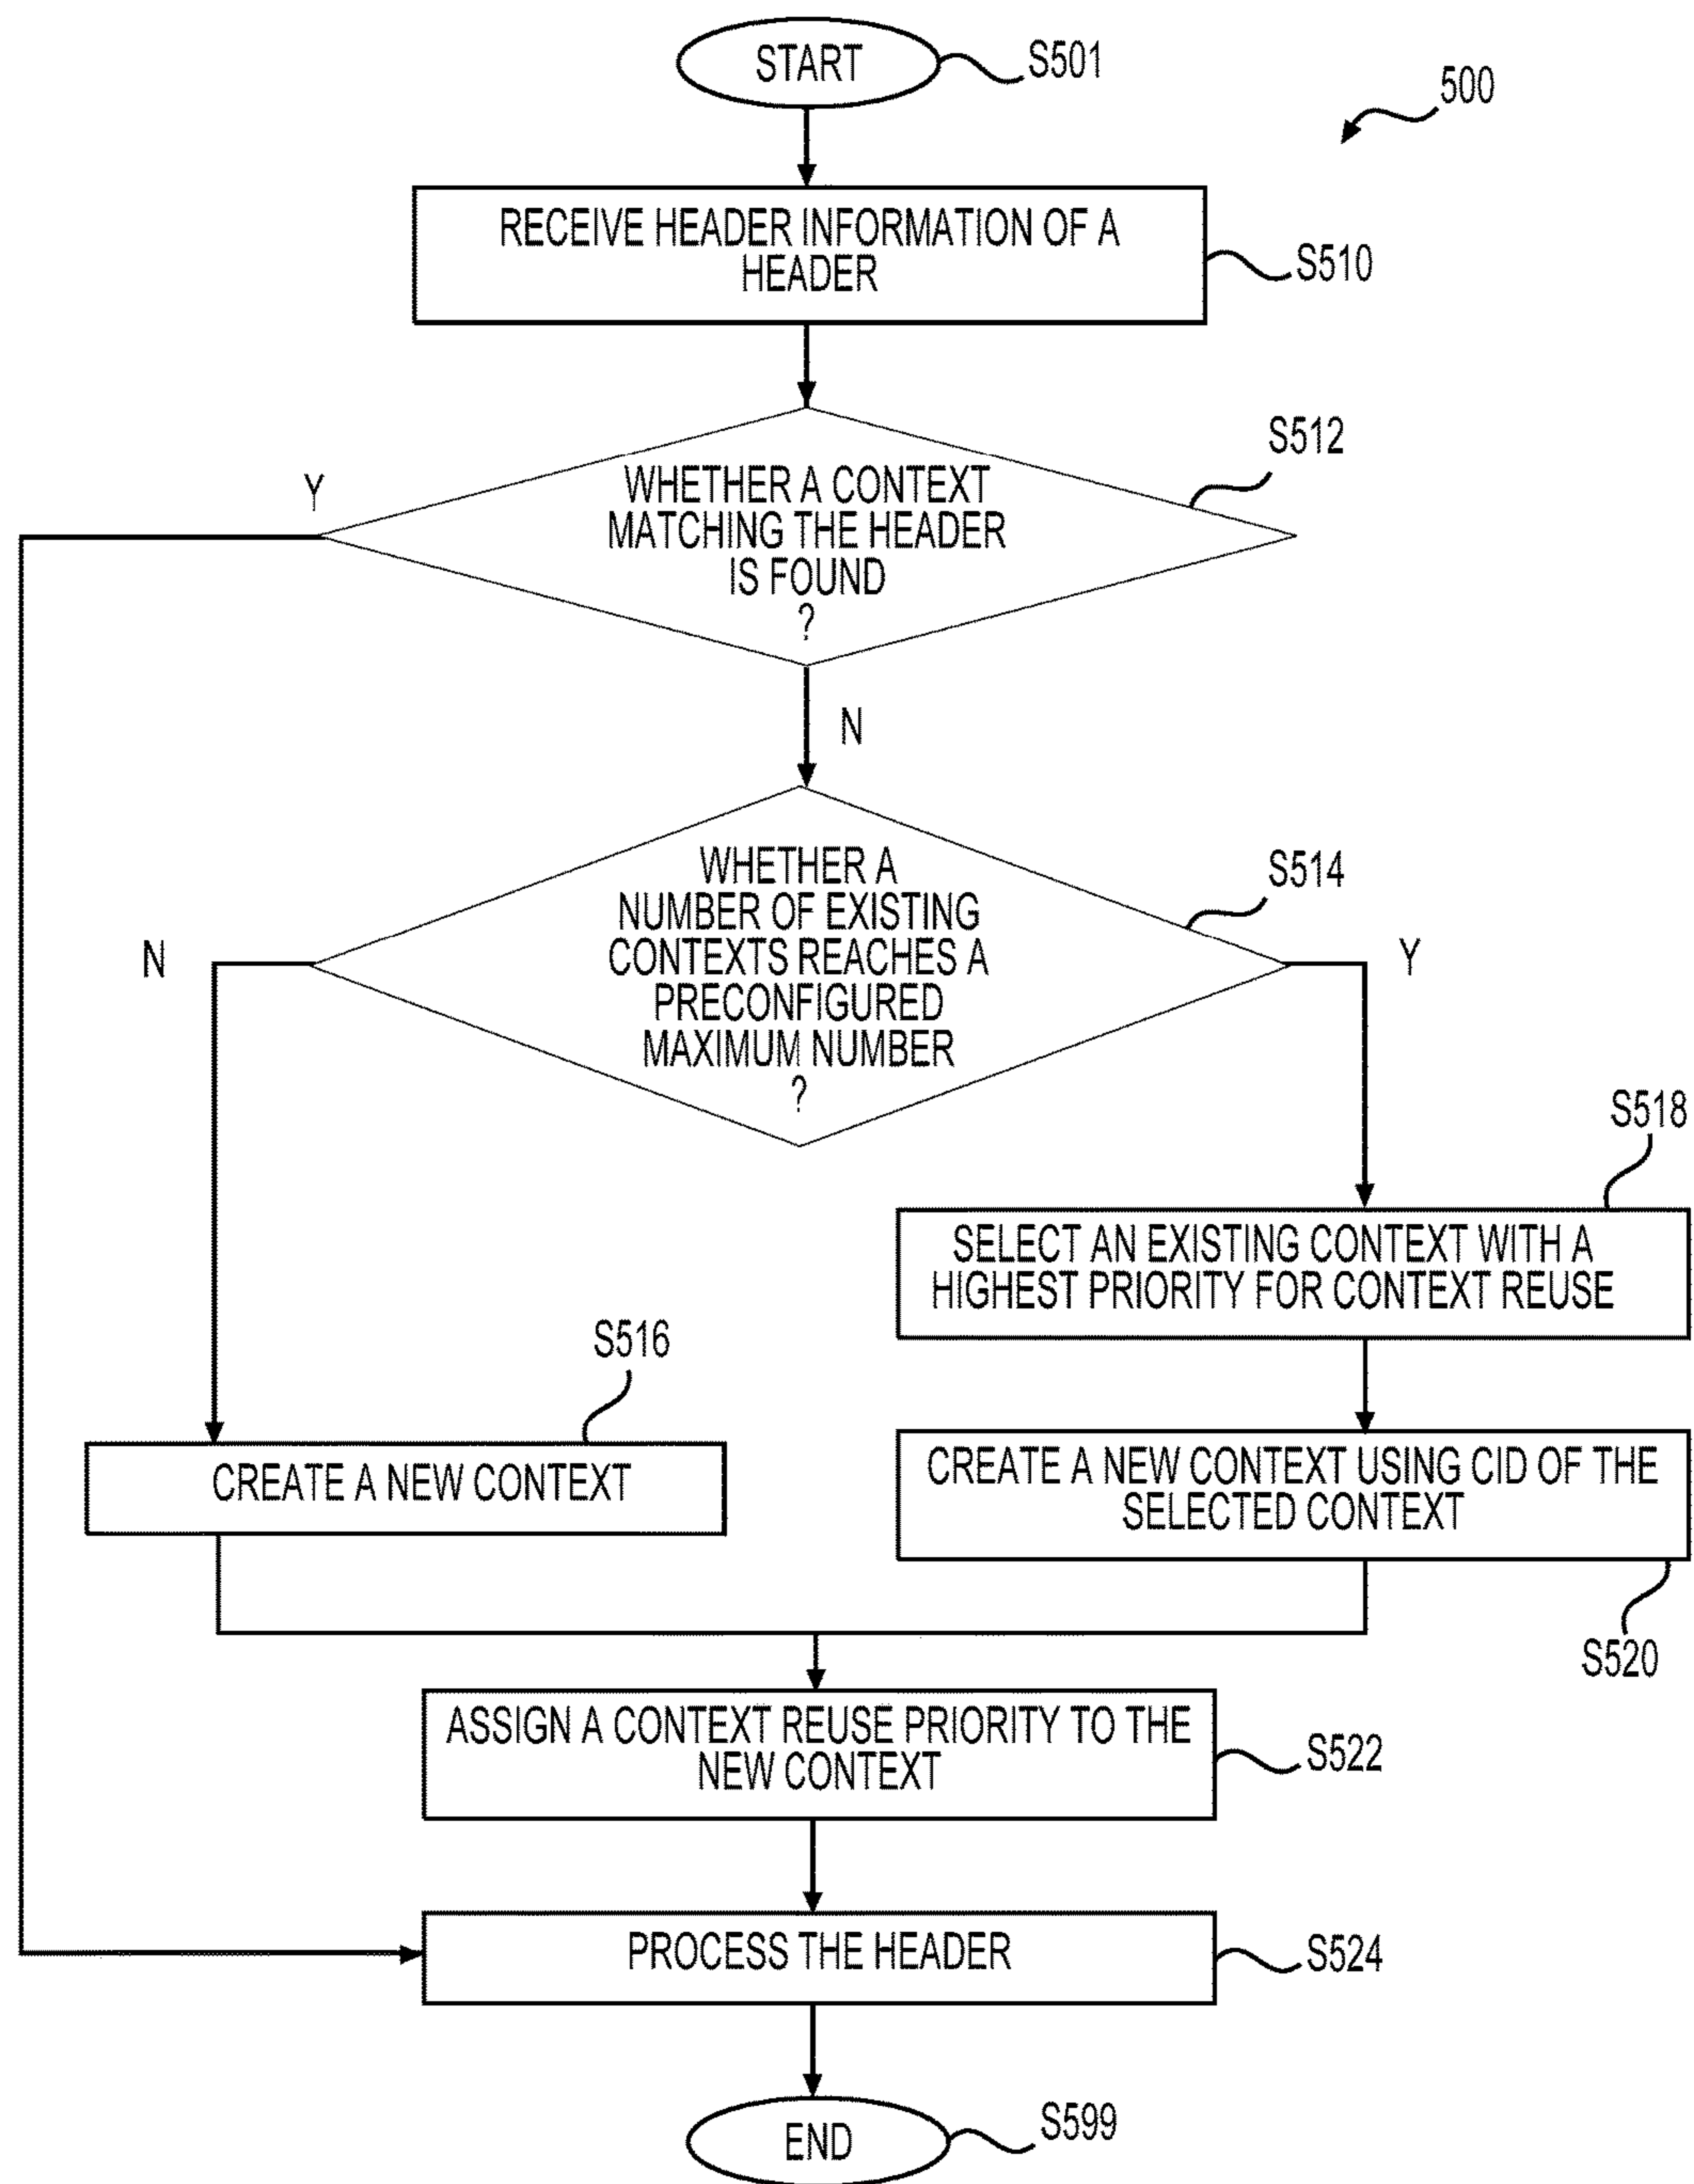 START
S501
500
RECEIVE HEADER INFORMATION OF A
HEADER
S510
S512
Y
WHETHER A CONTEXT
MATCHING THE HEADER
IS FOUND
?
N
S514
WHETHER A
NUMBER OF EXISTING
CONTEXTS REACHES A
PRECONFIGURED
MAXIMUM NUMBER
?
N
Y
S518
SELECT AN EXISTING CONTEXT WITH A
HIGHEST PRIORITY FOR CONTEXT REUSE
S516
CREATE A NEW CONTEXT
CREATE A NEW CONTEXT USING CID OF THE
SELECTED CONTEXT
S520
ASSIGN A CONTEXT REUSE PRIORITY TO THE
NEW CONTEXT
S522
PROCESS THE HEADER
S524
END
S599